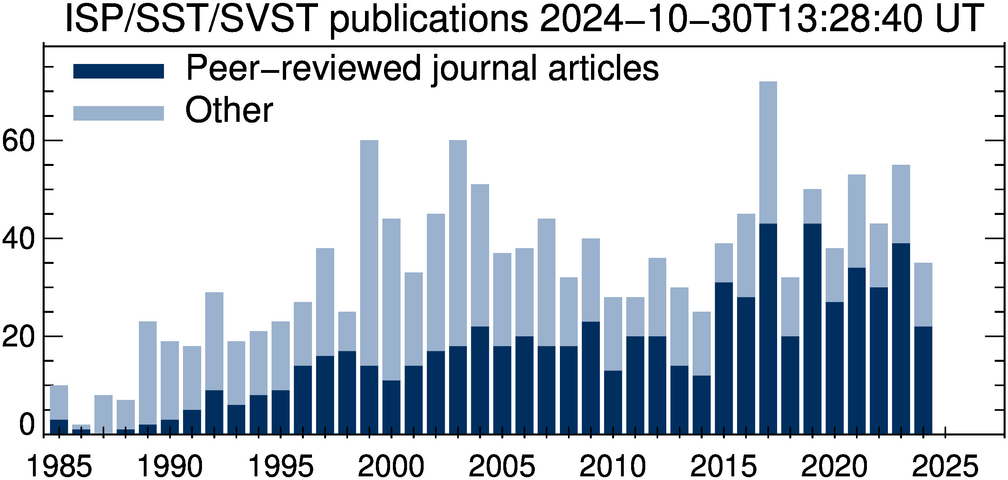 ISP/SST/SVST publications 2024−10−30T13:28:40 UT
Peer−reviewed journal articles
Other
60
40
20
0
1985 1990 1995 2000 2005 2010 2015 2020 2025